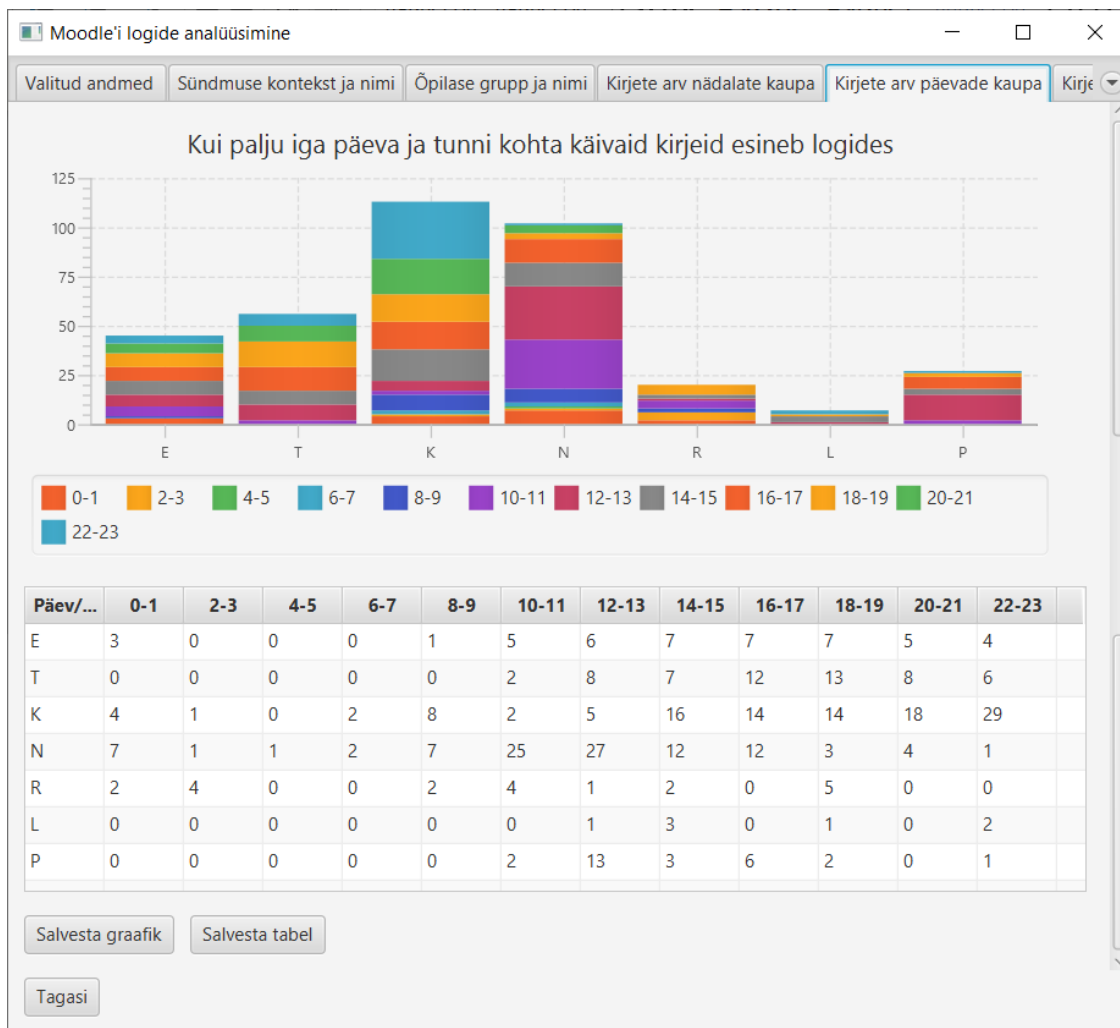 Moodle'i logide analüüsimine
Valitud andmed Sündmuse kontekst ja nimi Õpilase grupp ja nimi Kirjete arv nädalate kaupa Kirjete arv päevade kaupa Kirje
Kui palju iga päeva ja tunni kohta käivaid kirjeid esineb logides
125
100
75
50
25
0
E T K N R L P
0-1 2-3 4-5 6-7 8-9 10-11 12-13 14-15 16-17 18-19 20-21
22-23
Päev/... 0-1 2-3 4-5 6-7 8-9 10-11 12-13 14-15 16-17 18-19 20-21 22-23
E 3 0 0 0 1 5 6 7 7 7 5 4
T 0 0 0 0 0 2 8 7 12 13 8 6
K 4 1 0 2 8 2 5 16 14 14 18 29
N 7 1 1 2 7 25 27 12 12 3 4 1
R 2 4 0 0 2 4 1 2 0 5 0 0
L 0 0 0 0 0 0 1 3 0 1 0 2
P 0 0 0 0 0 2 13 3 6 2 0 1
Salvesta graafik Salvesta tabel
Tagasi